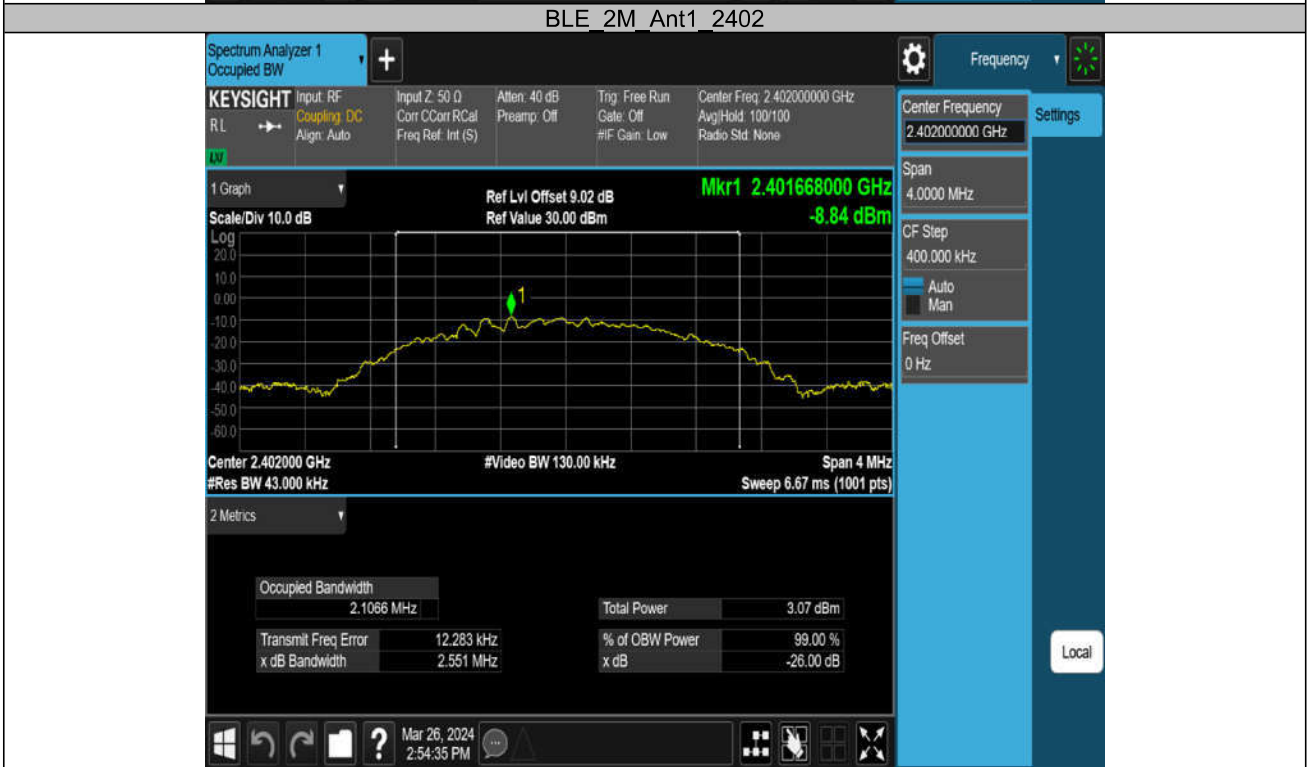 BLE_2M_Ant1_2402
Spectrum Analyzer 1
Occupied BW
+
Frequency
KEYSIGHT
RL
LXI
Input: RF
Coupling: DC
Align: Auto
Input Z: 50 Ω
Corr CCorr RCal
Freq Ref: Int (S)
Atten: 40 dB
Preamp: Off
Trig: Free Run
Gate: Off
#IF Gain: Low
Center Freq: 2.402000000 GHz
Avg|Hold: 100/100
Radio Std: None
Center Frequency
2.402000000 GHz
Settings
Span
4.0000 MHz
CF Step
400.000 kHz
Auto
Man
Freq Offset
0 Hz
Local
1 Graph
Scale/Div 10.0 dB
Ref Lvl Offset 9.02 dB
Ref Value 30.00 dBm
Mkr1 2.401668000 GHz
-8.84 dBm
Log
20.0
10.0
0.00
-10.0
-20.0
-30.0
-40.0
-50.0
-60.0
1
Center 2.402000 GHz
#Res BW 43.000 kHz
#Video BW 130.00 kHz
Span 4 MHz
Sweep 6.67 ms (1001 pts)
2 Metrics
Occupied Bandwidth
2.1066 MHz
Total Power 3.07 dBm
Transmit Freq Error 12.283 kHz
% of OBW Power 99.00 %
x dB Bandwidth 2.551 MHz
x dB -26.00 dB
?
Mar 26, 2024
2:54:35 PM